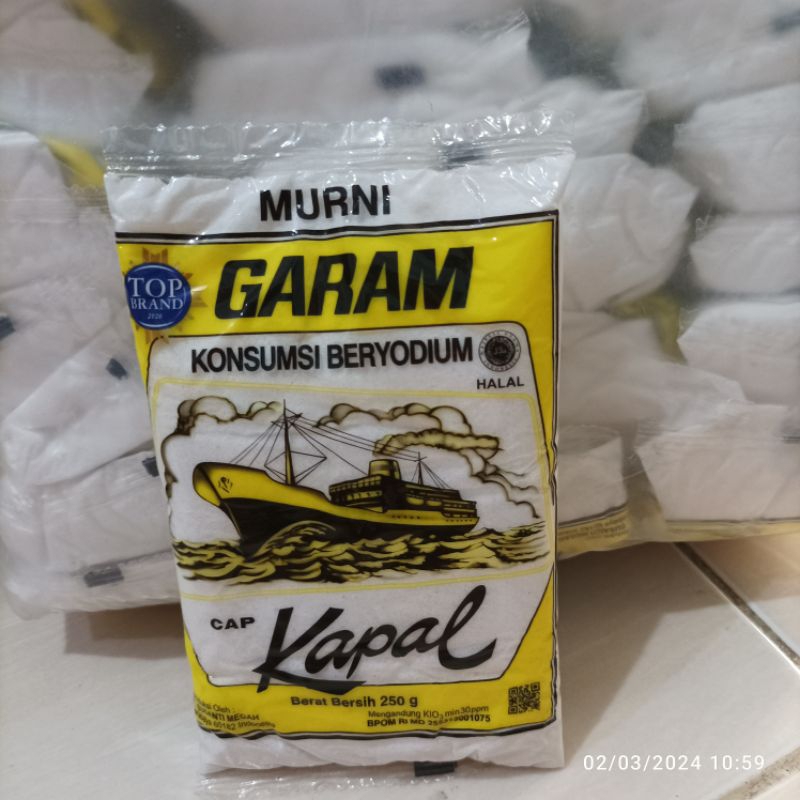 MURNI
TOP
BRAND
GARAM
KONSUMSI BERYODIUM
HALAL
CAP Kapal
Berat Bersih 250 g
Mengandung KIO3 min 30ppm
BPOM RI MD
MEGAH
02/03/2024 10:59